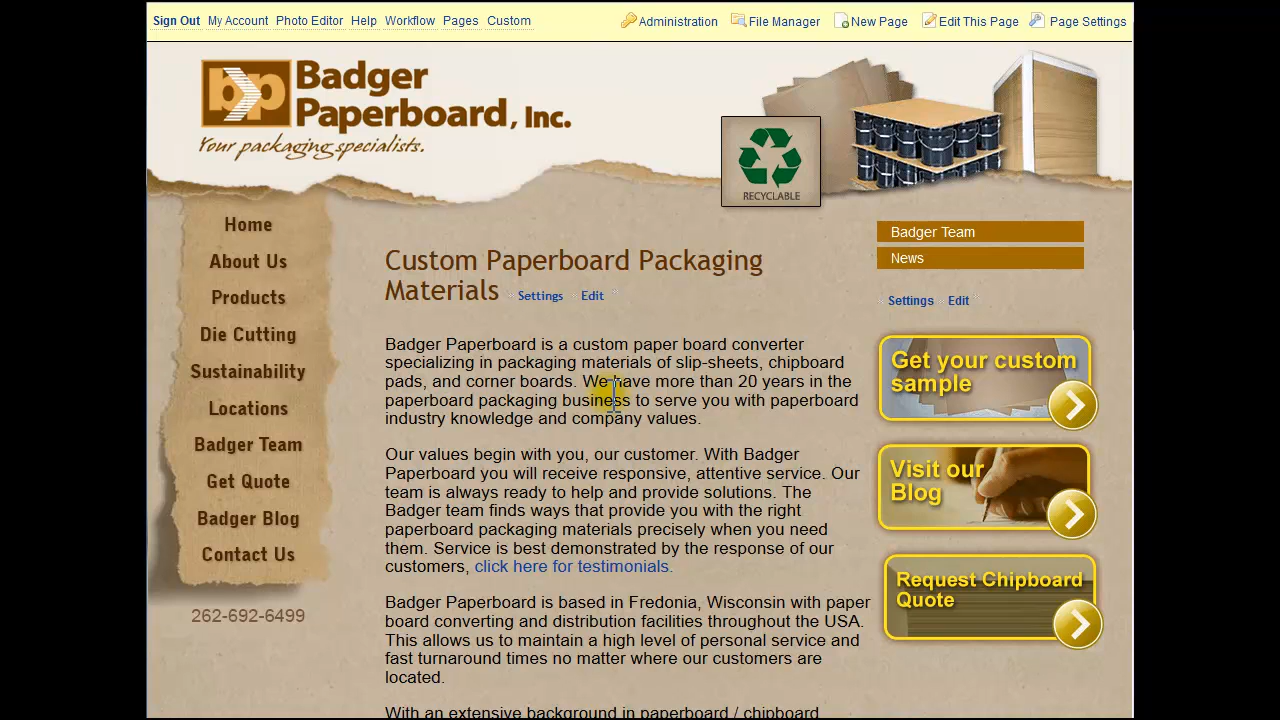 Sign Out My Account Photo Editor Help Workflow Pages Custom Administration File Manager New Page Edit This Page Page Settings
bp Badger
Paperboard, Inc.
Your packaging specialists.
RECYCLABLE
Home
About Us
Products
Die Cutting
Sustainability
Locations
Badger Team
Get Quote
Badger Blog
Contact Us
262-692-6499
Custom Paperboard Packaging
Materials Settings Edit
Badger Paperboard is a custom paper board converter
specializing in packaging materials of slip-sheets, chipboard
pads, and corner boards. We have more than 20 years in the
paperboard packaging business to serve you with paperboard
industry knowledge and company values.
Our values begin with you, our customer. With Badger
Paperboard you will receive responsive, attentive service. Our
team is always ready to help and provide solutions. The
Badger team finds ways that provide you with the right
paperboard packaging materials precisely when you need
them. Service is best demonstrated by the response of our
customers, click here for testimonials.
Badger Paperboard is based in Fredonia, Wisconsin with paper
board converting and distribution facilities throughout the USA.
This allows us to maintain a high level of personal service and
fast turnaround times no matter where our customers are
located.
With an extensive background in paperboard / chipboard
Badger Team
News
Settings Edit
Get your custom
sample
Visit our
Blog
Request Chipboard
Quote